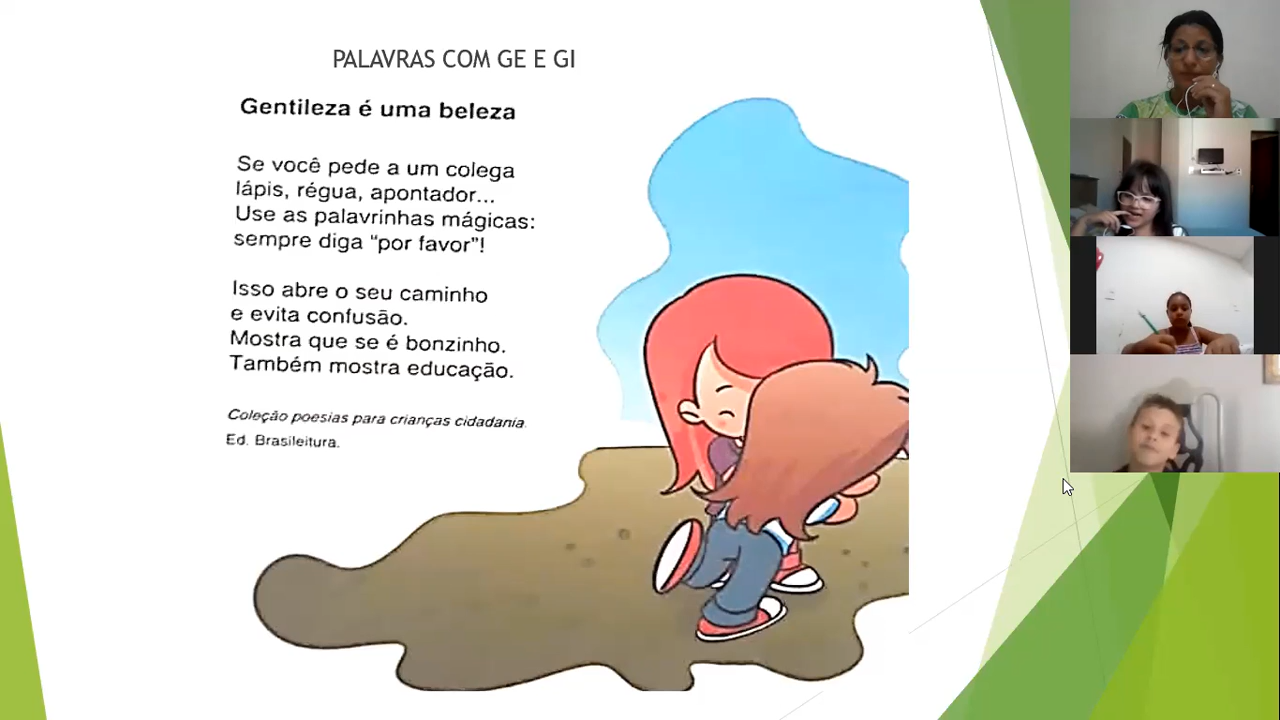 PALAVRAS COM GE E GI
Gentileza é uma beleza
Se você pede a um colega
lápis, régua, apontador...
Use as palavrinhas mágicas:
sempre diga “por favor”!
Isso abre o seu caminho
e evita confusão.
Mostra que se é bonzinho.
Também mostra educação.
Coleção poesias para crianças cidadania.
Ed. Brasileitura.